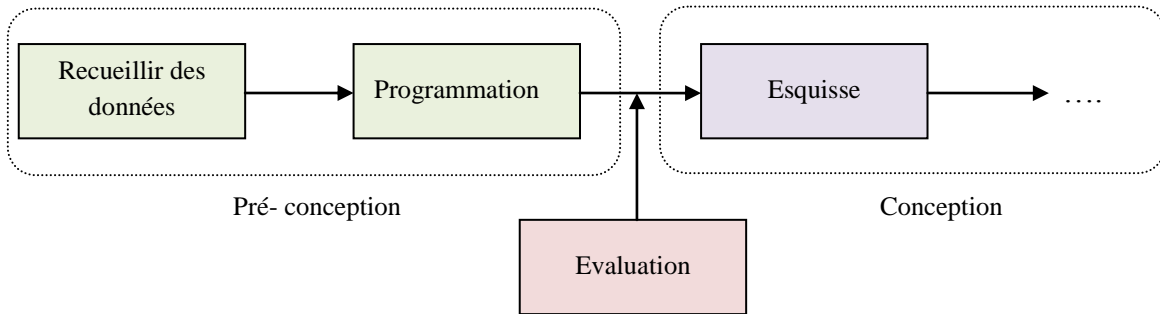 Recueillir des
données
Programmation
Esquisse
….
Pré- conception
Conception
Evaluation